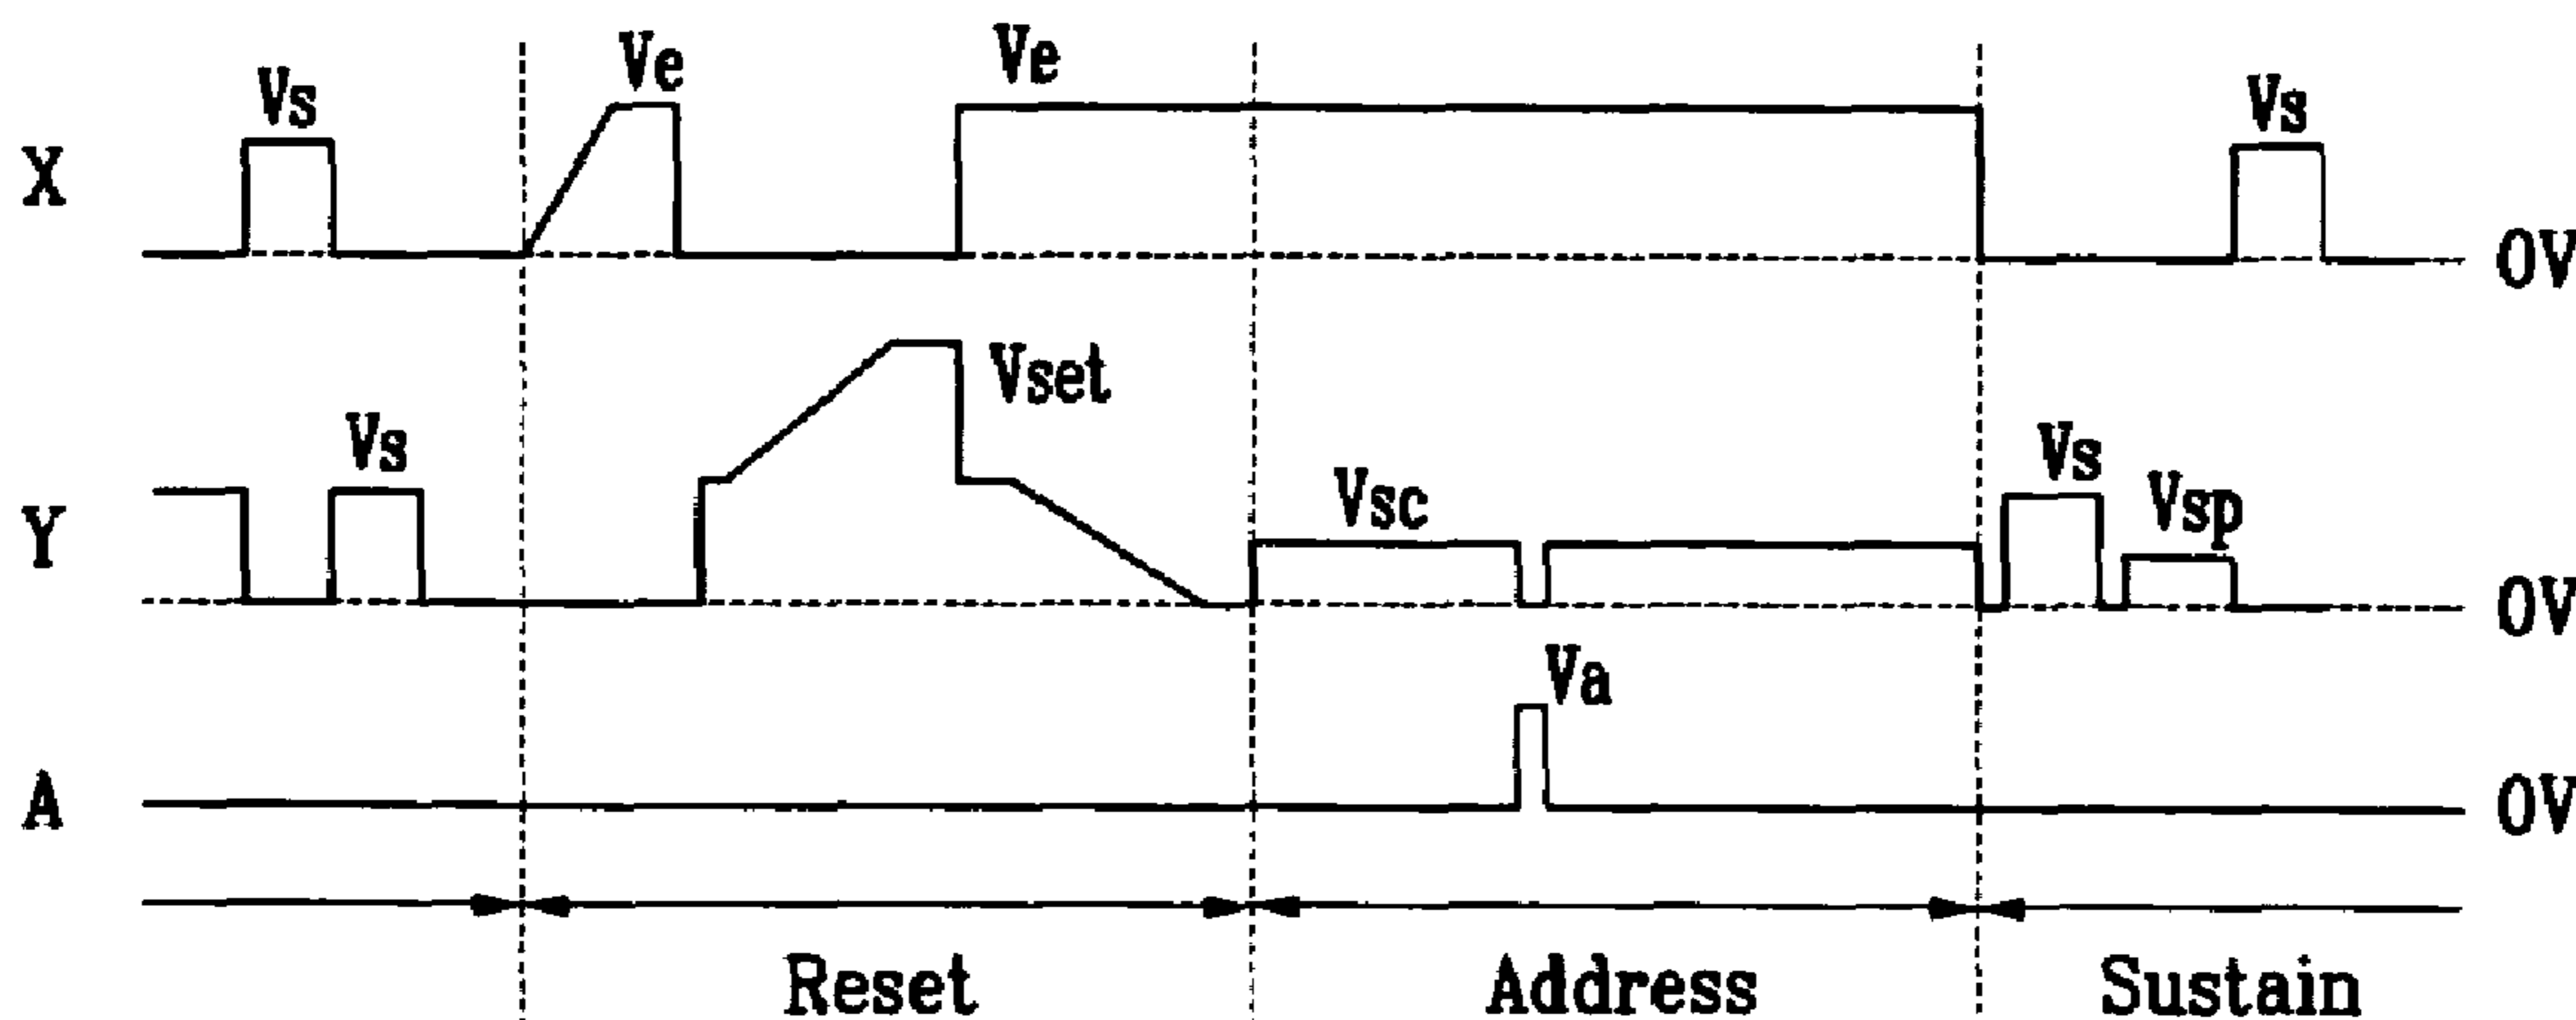 Ve Ve
Vs Vs
X
0V
Vset
Vs Vs
Vsc Vsp
Y
0V
Va
A 0V
Reset Address Sustain